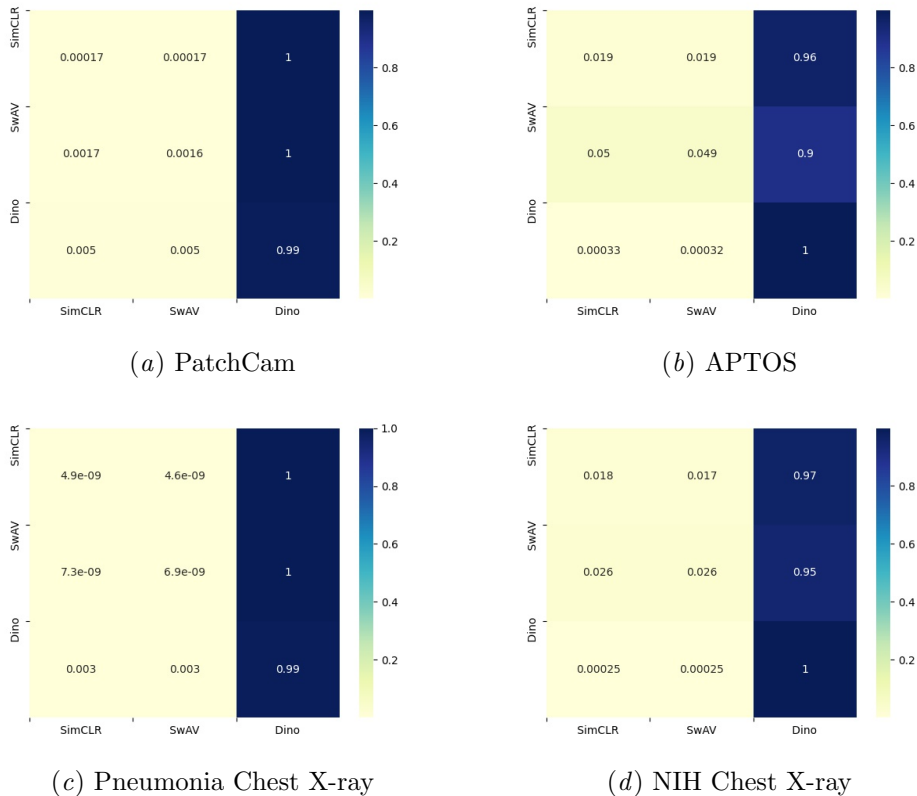 SimCLR
0.00017 0.00017 1
0.8
SwAV
0.6
0.0017 0.0016 1
0.4
Dino
0.2
0.005 0.005 0.99
SimCLR SwAV Dino
(a) PatchCam
SimCLR
0.019 0.019 0.96
0.8
SwAV
0.6
0.05 0.049 0.9
0.4
Dino
0.2
0.00033 0.00032 1
SimCLR SwAV Dino
(b) APTOS
SimCLR
1.0
4.9e-09 4.6e-09 1
0.8
SwAV
0.6
7.3e-09 6.9e-09 1
0.4
Dino
0.2
0.003 0.003 0.99
SimCLR SwAV Dino
(c) Pneumonia Chest X-ray
SimCLR
0.018 0.017 0.97
0.8
SwAV
0.6
0.026 0.026 0.95
0.4
Dino
0.2
0.00025 0.00025 1
SimCLR SwAV Dino
(d) NIH Chest X-ray